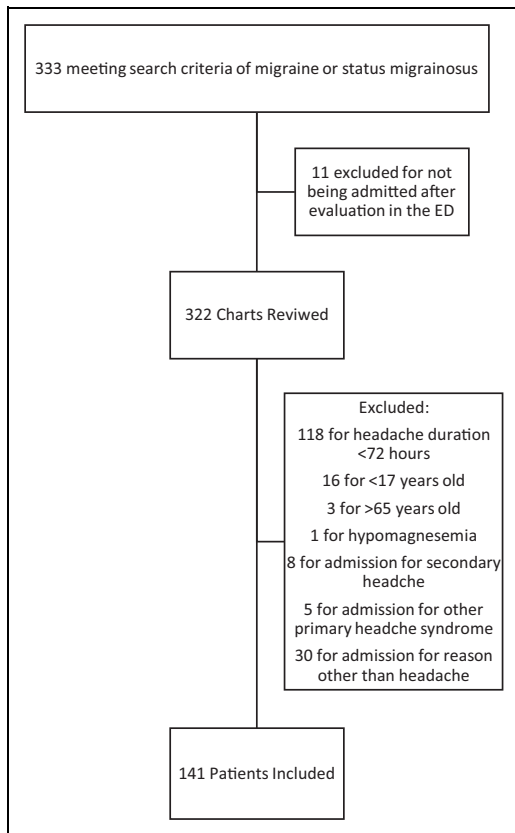 333 meeting search criteria of migraine or status migrainosus
11 excluded for not
being admitted after
evaluation in the ED
322 Charts Reviwed
Excluded:
118 for headache duration
<72 hours
16 for <17 years old
3 for >65 years old
1 for hypomagnesemia
8 for admission for secondary
headche
5 for admission for other
primary headche syndrome
30 for admission for reason
other than headache
141 Patients Included